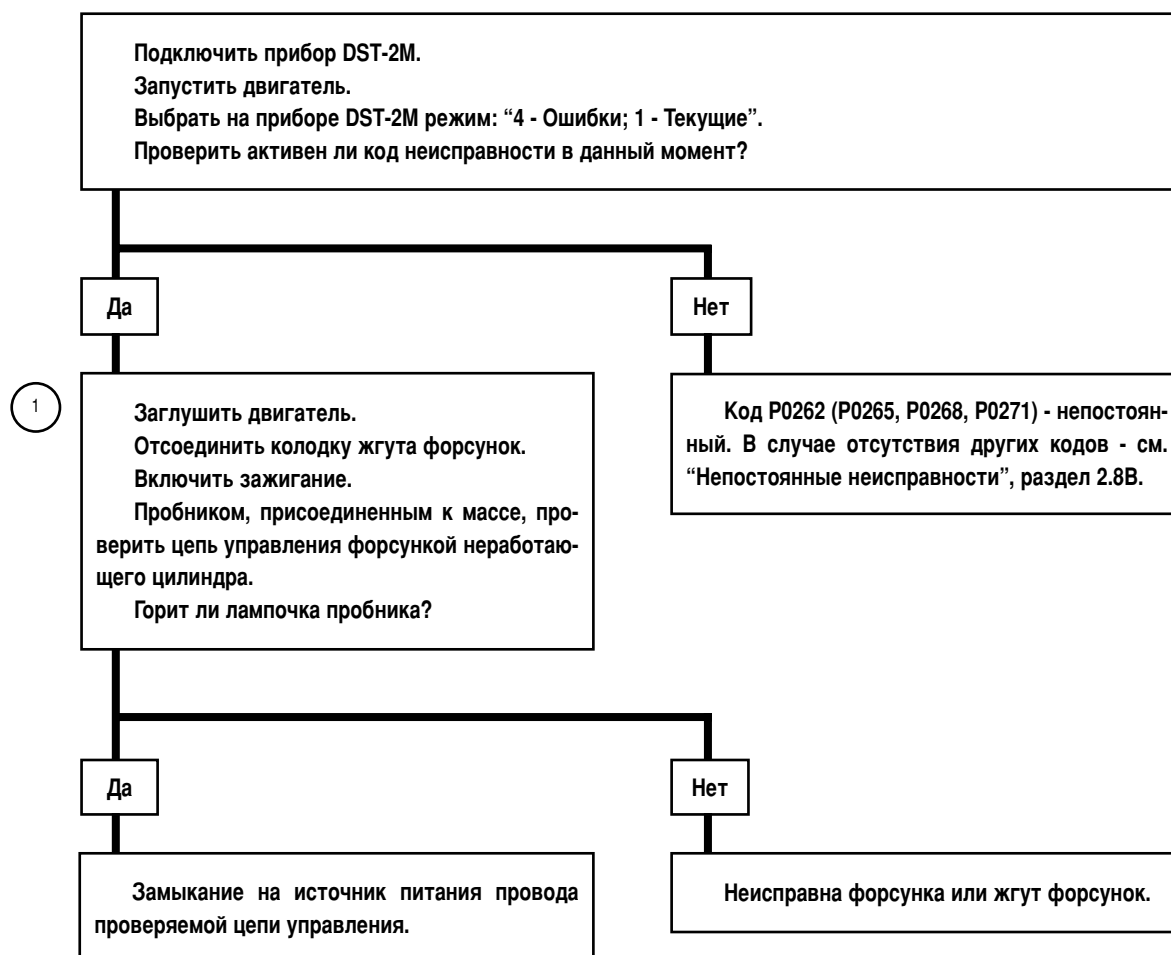 Подключить прибор DST-2M.
Запустить двигатель.
Выбрать на приборе DST-2M режим: “4 - Ошибки; 1 - Текущие”.
Проверить активен ли код неисправности в данный момент?
Да
Нет
1
Заглушить двигатель.
Отсоединить колодку жгута форсунок.
Включить зажигание.
Пробником, присоединенным к массе, про-
верить цепь управления форсункой неработаю-
щего цилиндра.
Горит ли лампочка пробника?
Код P0262 (P0265, P0268, P0271) - непостоян-
ный. В случае отсутствия других кодов - см.
“Непостоянные неисправности”, раздел 2.8В.
Да
Нет
Замыкание на источник питания провода
проверяемой цепи управления.
Неисправна форсунка или жгут форсунок.